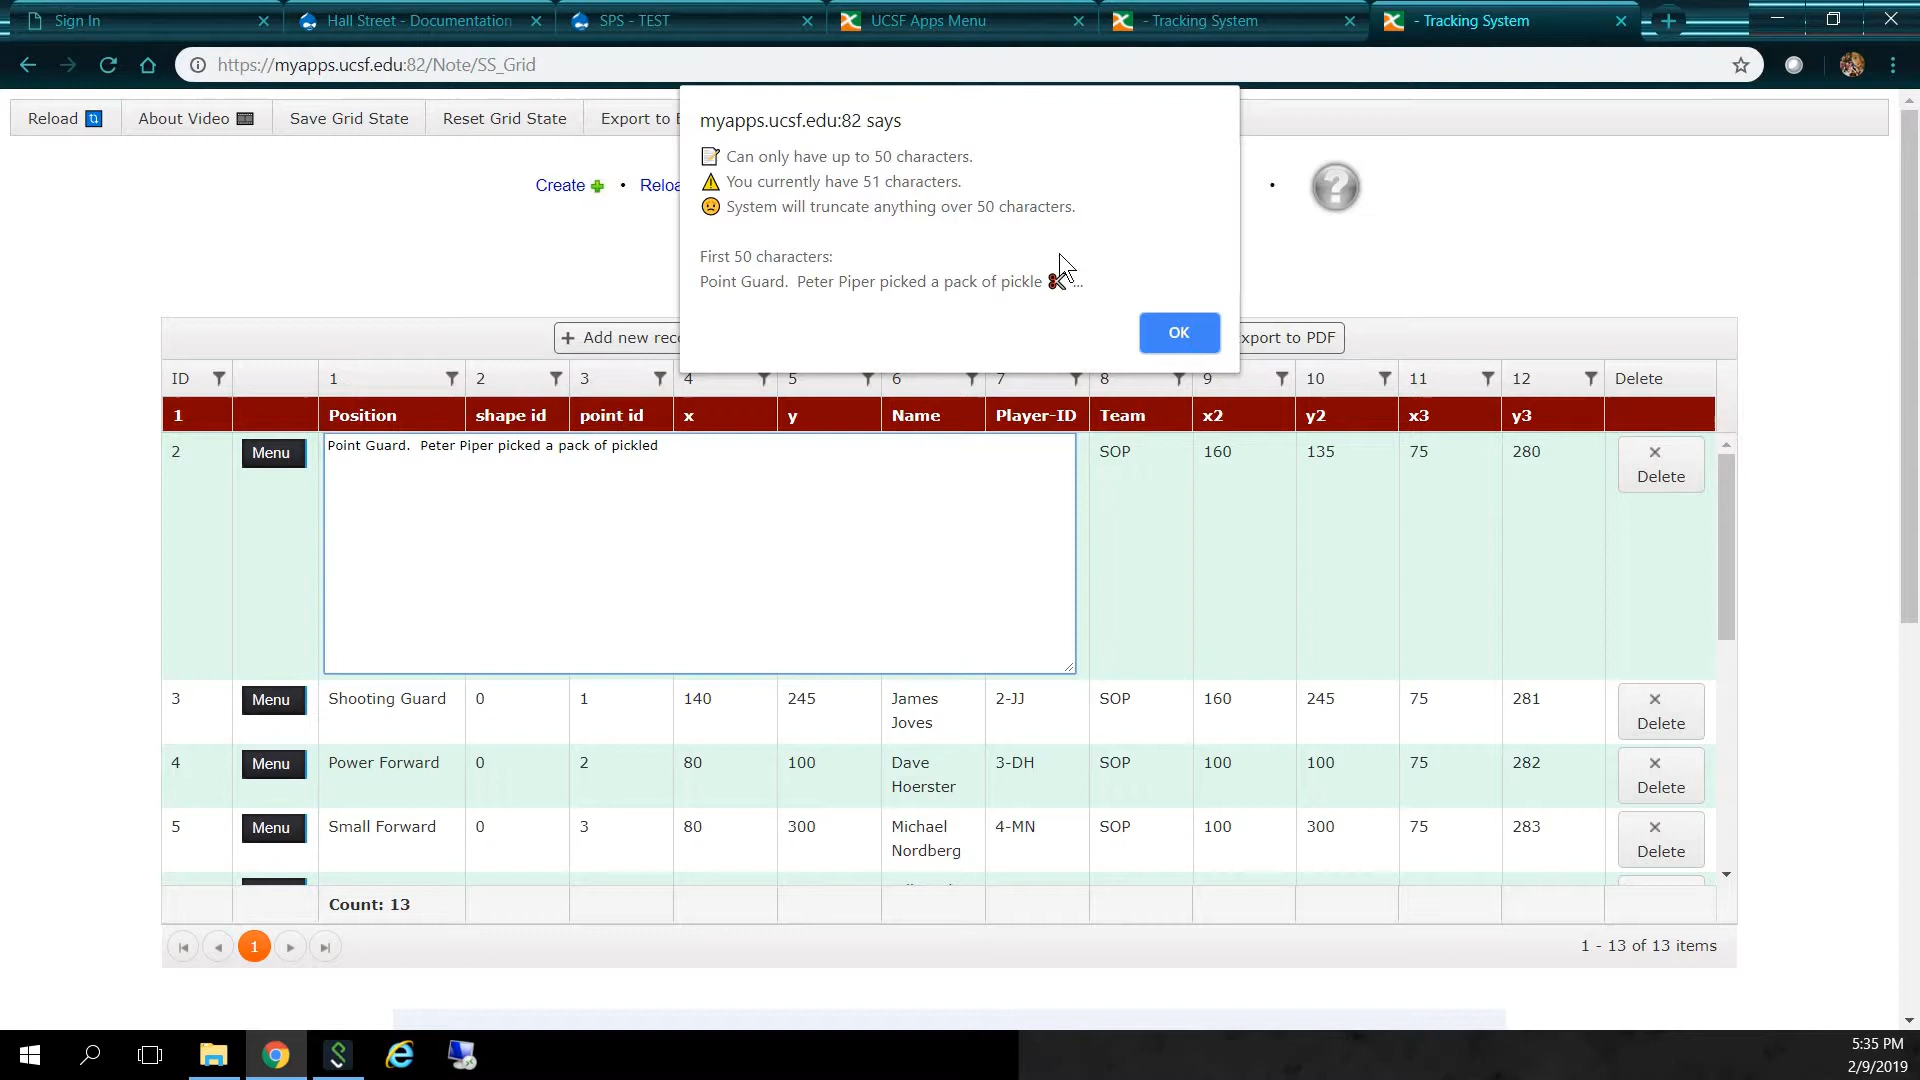 Sign In
Hall Street - Documentation
SPS - TEST
UCSF Apps Menu
- Tracking System
- Tracking System
https://myapps.ucsf.edu:82/Note/SS_Grid
Reload
About Video
Save Grid State
Reset Grid State
Export to
myapps.ucsf.edu:82 says
Can only have up to 50 characters.
You currently have 51 characters.
System will truncate anything over 50 characters.
First 50 characters:
Point Guard.  Peter Piper picked a pack of pickle ✂ ...
OK
Create • Reloa •
+ Add new reco
xport to PDF
ID 1 2 3 4 5 6 7 8 9 10 11 12 Delete
1 Position shape id point id x y Name Player-ID Team x2 y2 x3 y3
2 Menu Point Guard.  Peter Piper picked a pack of pickled SOP 160 135 75 280 × Delete
3 Menu Shooting Guard 0 1 140 245 James Joves 2-JJ SOP 160 245 75 281 × Delete
4 Menu Power Forward 0 2 80 100 Dave Hoerster 3-DH SOP 100 100 75 282 × Delete
5 Menu Small Forward 0 3 80 300 Michael Nordberg 4-MN SOP 100 300 75 283 × Delete
Count: 13
1
1 - 13 of 13 items
5:35 PM
2/9/2019